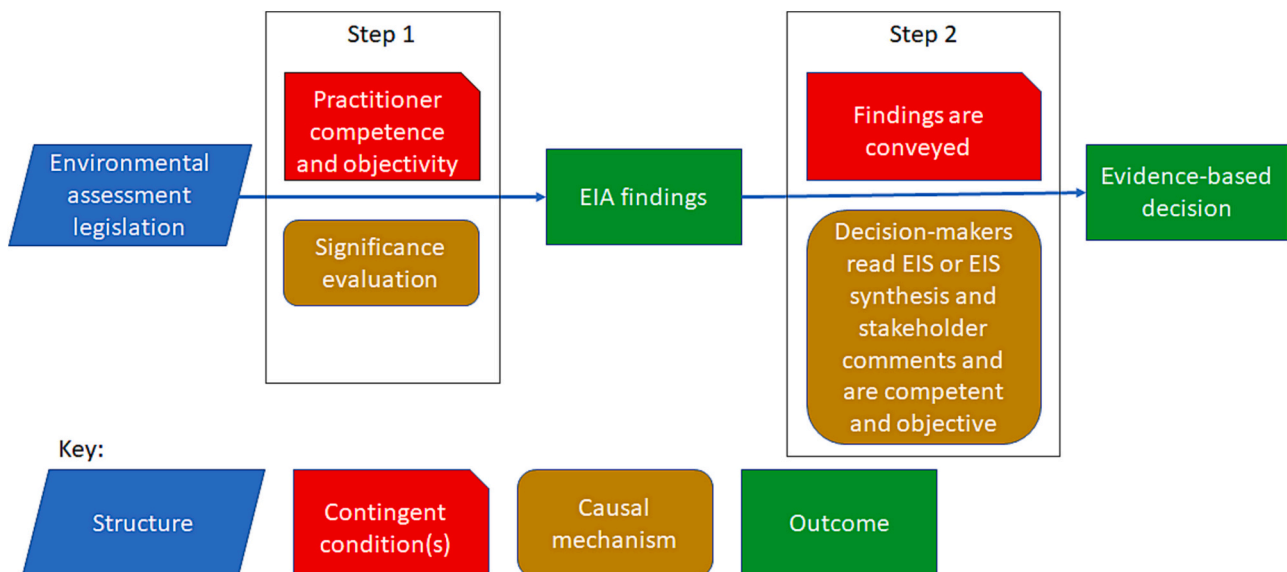 Step 1
Practitioner
competence
and objectivity
Significance
evaluation
Environmental
assessment
legislation
EIA findings
Step 2
Findings are
conveyed
Decision-makers
read EIS or EIS
synthesis and
stakeholder
comments and
are competent
and objective
Evidence-based
decision
Key:
Structure
Contingent
condition(s)
Causal
mechanism
Outcome